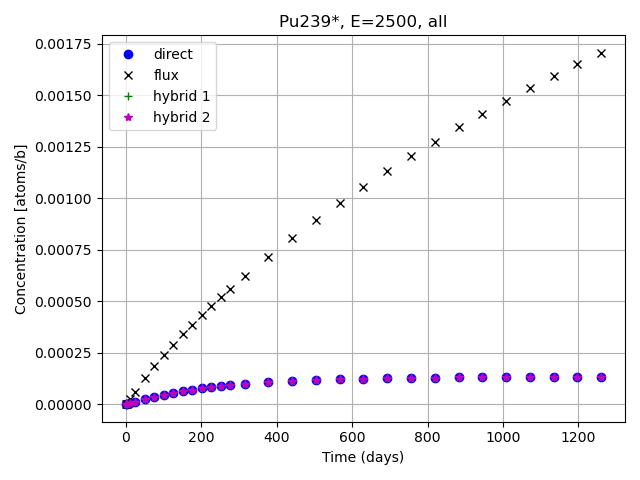 Pu239*, E=2500, all
direct
flux
hybrid 1
hybrid 2
Concentration [atoms/b]
0.00175
0.00150
0.00125
0.00100
0.00075
0.00050
0.00025
0.00000
0 200 400 600 800 1000 1200
Time (days)